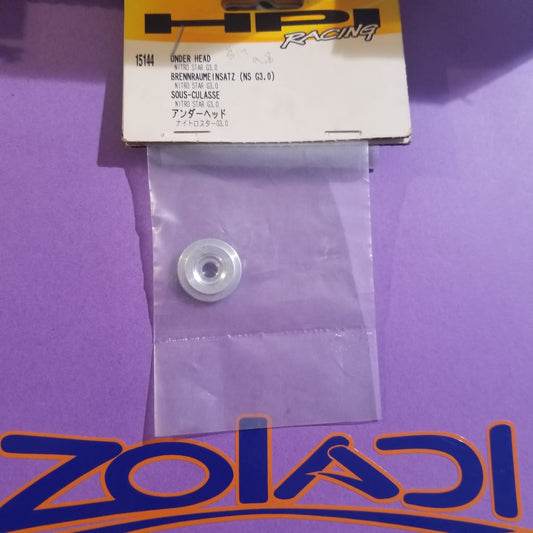 HPI
RACING
15144 UNDER HEAD
NITRO STAR G3.0
BRENNRAUMEINSATZ (NS G3.0)
NITRO STAR G3.0
SOUS-CULASSE
NITRO STAR G3.0
アンダーヘッド
ナイトロスターG3.0